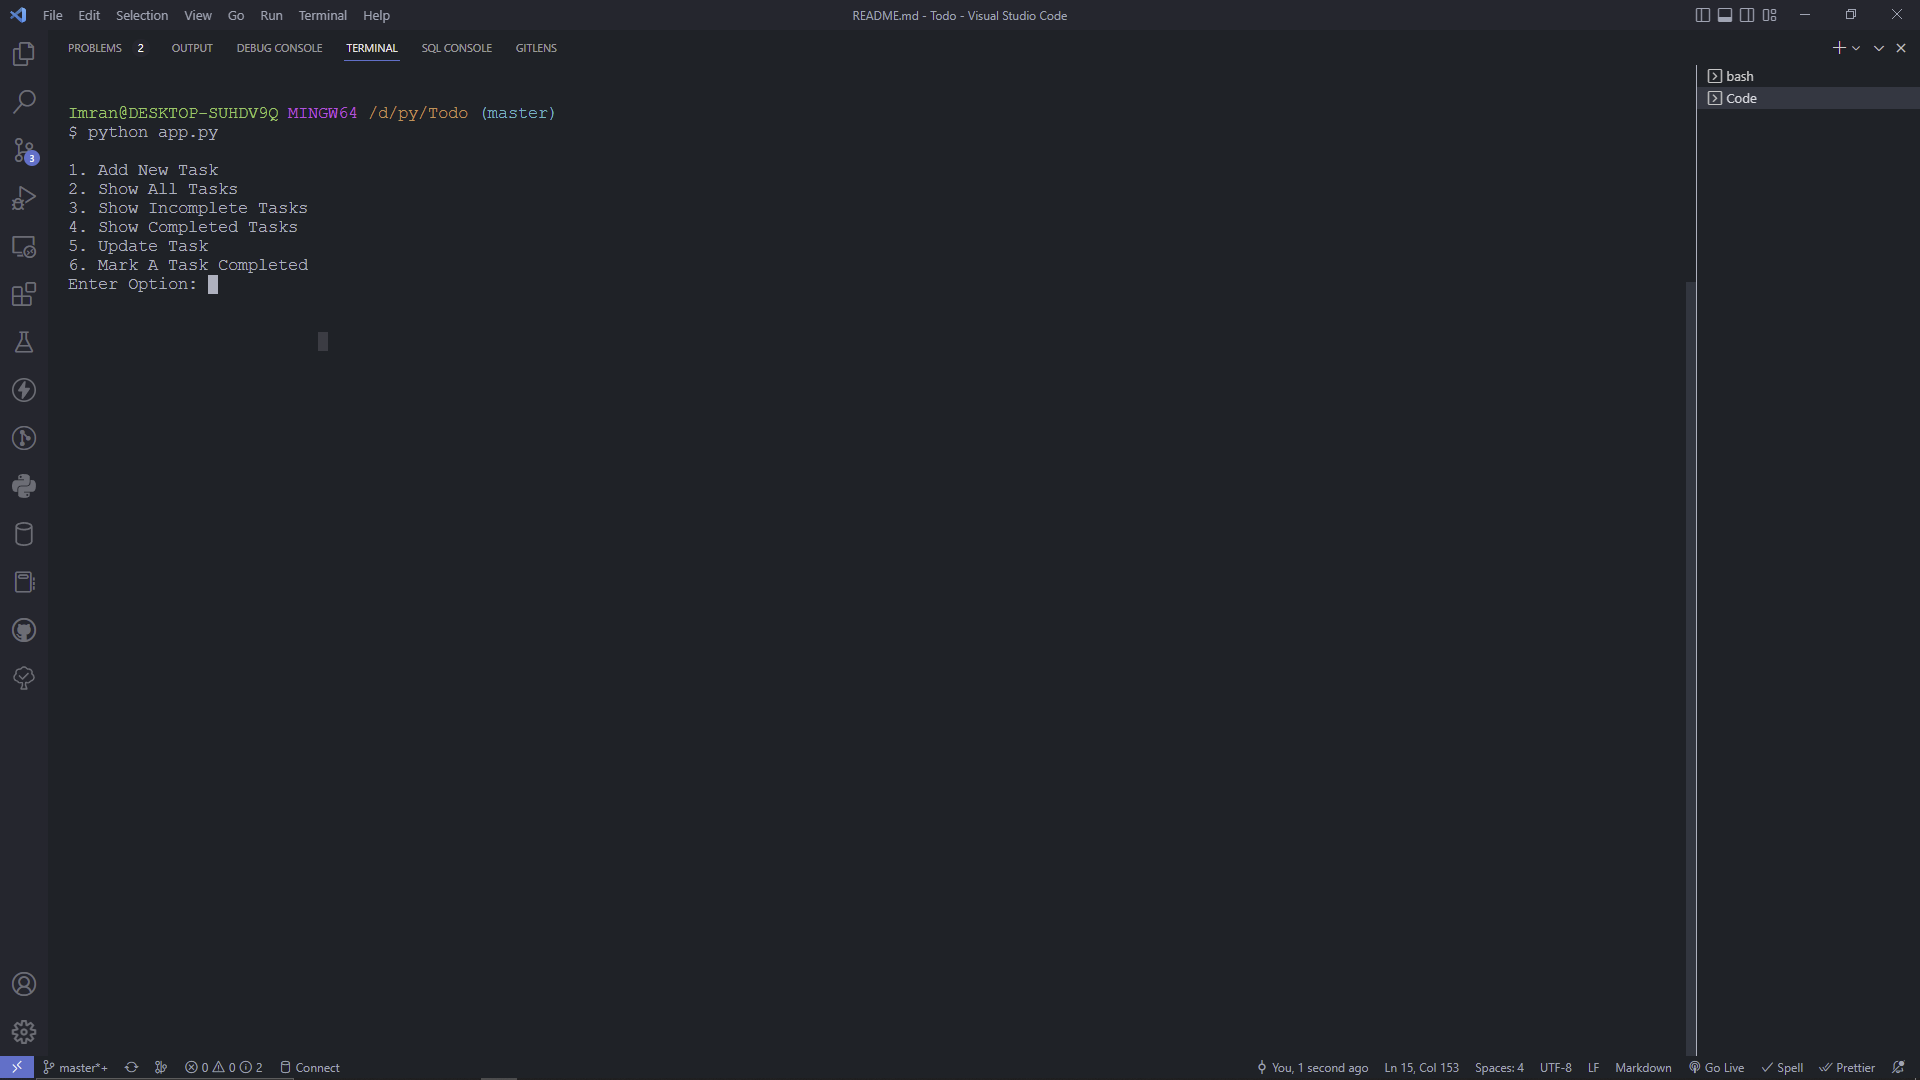 File Edit Selection View Go Run Terminal Help README.md - Todo - Visual Studio Code
PROBLEMS 2 OUTPUT DEBUG CONSOLE TERMINAL SQL CONSOLE GITLENS
bash
Code
Imran@DESKTOP-SUHDV9Q MINGW64 /d/py/Todo (master)
$ python app.py
1. Add New Task
2. Show All Tasks
3. Show Incomplete Tasks
4. Show Completed Tasks
5. Update Task
6. Mark A Task Completed
Enter Option:
3
master*+ 0 0 2 Connect You, 1 second ago Ln 15, Col 153 Spaces: 4 UTF-8 LF Markdown Go Live Spell Prettier